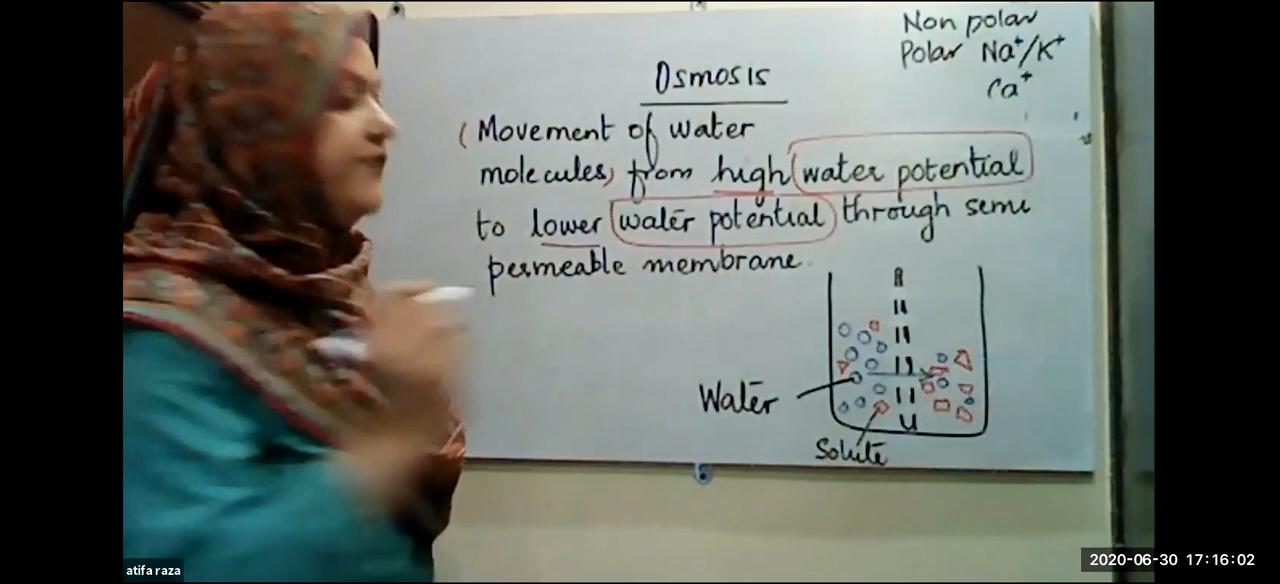 Non polar
Polar Na⁺/K⁺
Ca⁺
Osmosis
(Movement of water
molecules) from high water potential
to lower water potential through semi
permeable membrane.
Water
Solute
atifa raza
2020-06-30 17:16:02